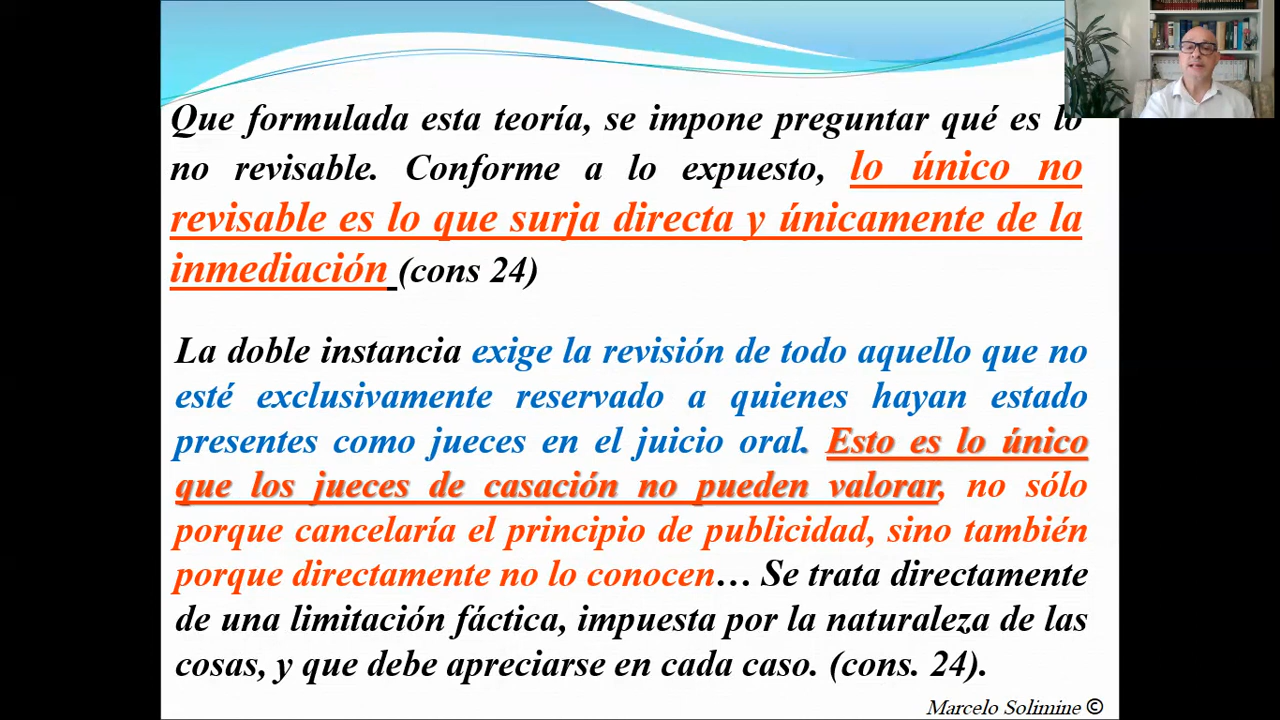 Que formulada esta teoría, se impone preguntar qué es lo
no revisable. Conforme a lo expuesto, lo único no
revisable es lo que surja directa y únicamente de la
inmediación (cons 24)
La doble instancia exige la revisión de todo aquello que no
esté exclusivamente reservado a quienes hayan estado
presentes como jueces en el juicio oral. Esto es lo único
que los jueces de casación no pueden valorar, no sólo
porque cancelaría el principio de publicidad, sino también
porque directamente no lo conocen… Se trata directamente
de una limitación fáctica, impuesta por la naturaleza de las
cosas, y que debe apreciarse en cada caso. (cons. 24).
Marcelo Solimine ©